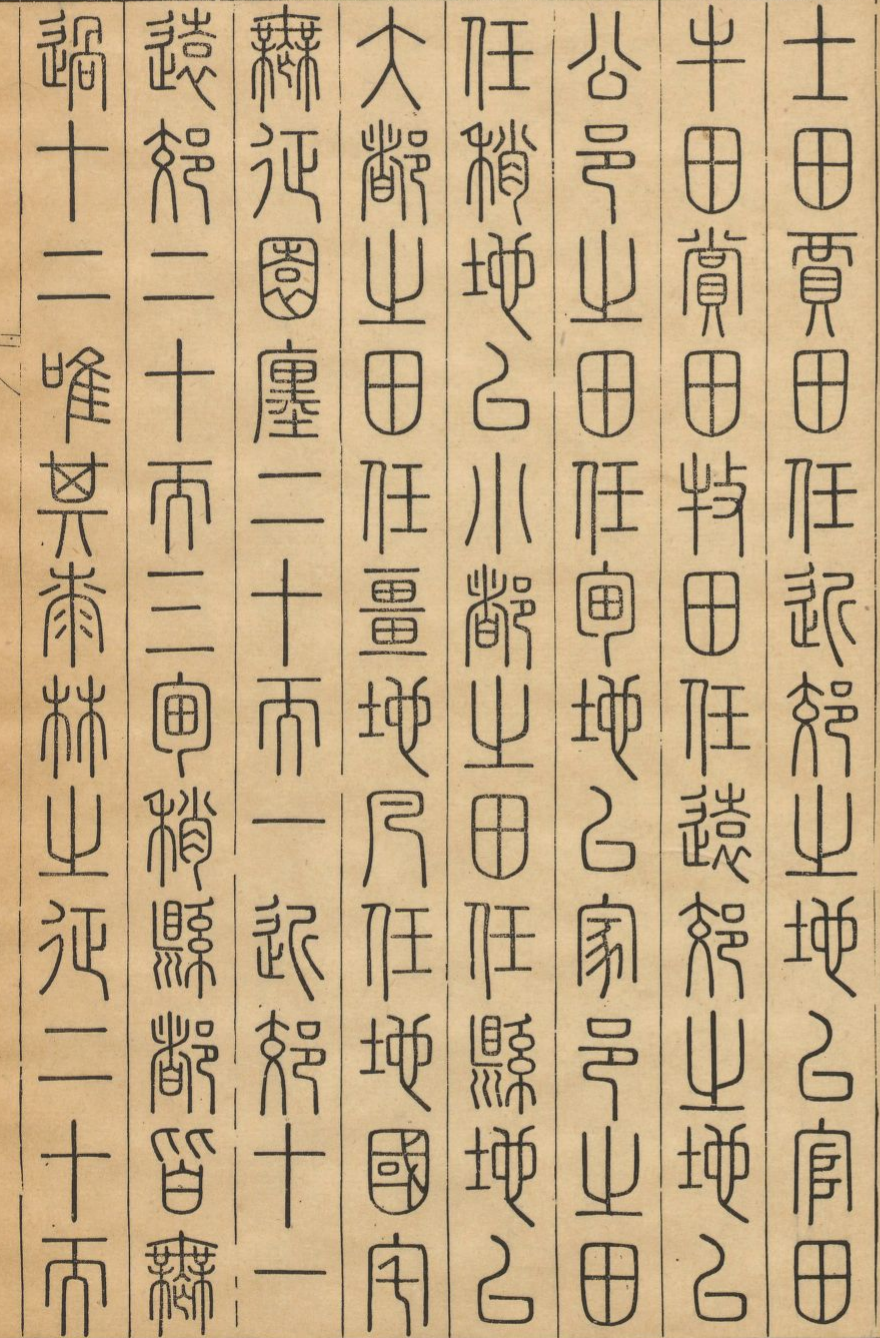 士田賈田任近郊之地以官田
牛田賞田牧田任遠郊之地以
公邑之田任甸地以家邑之田
任稍地以小都之田任縣地以
大都之田任畺地凡任地國宅
無征園廛二十而一近郊十一
遠郊二十而三甸稍縣都皆無
過十二唯其桼林之征二十而